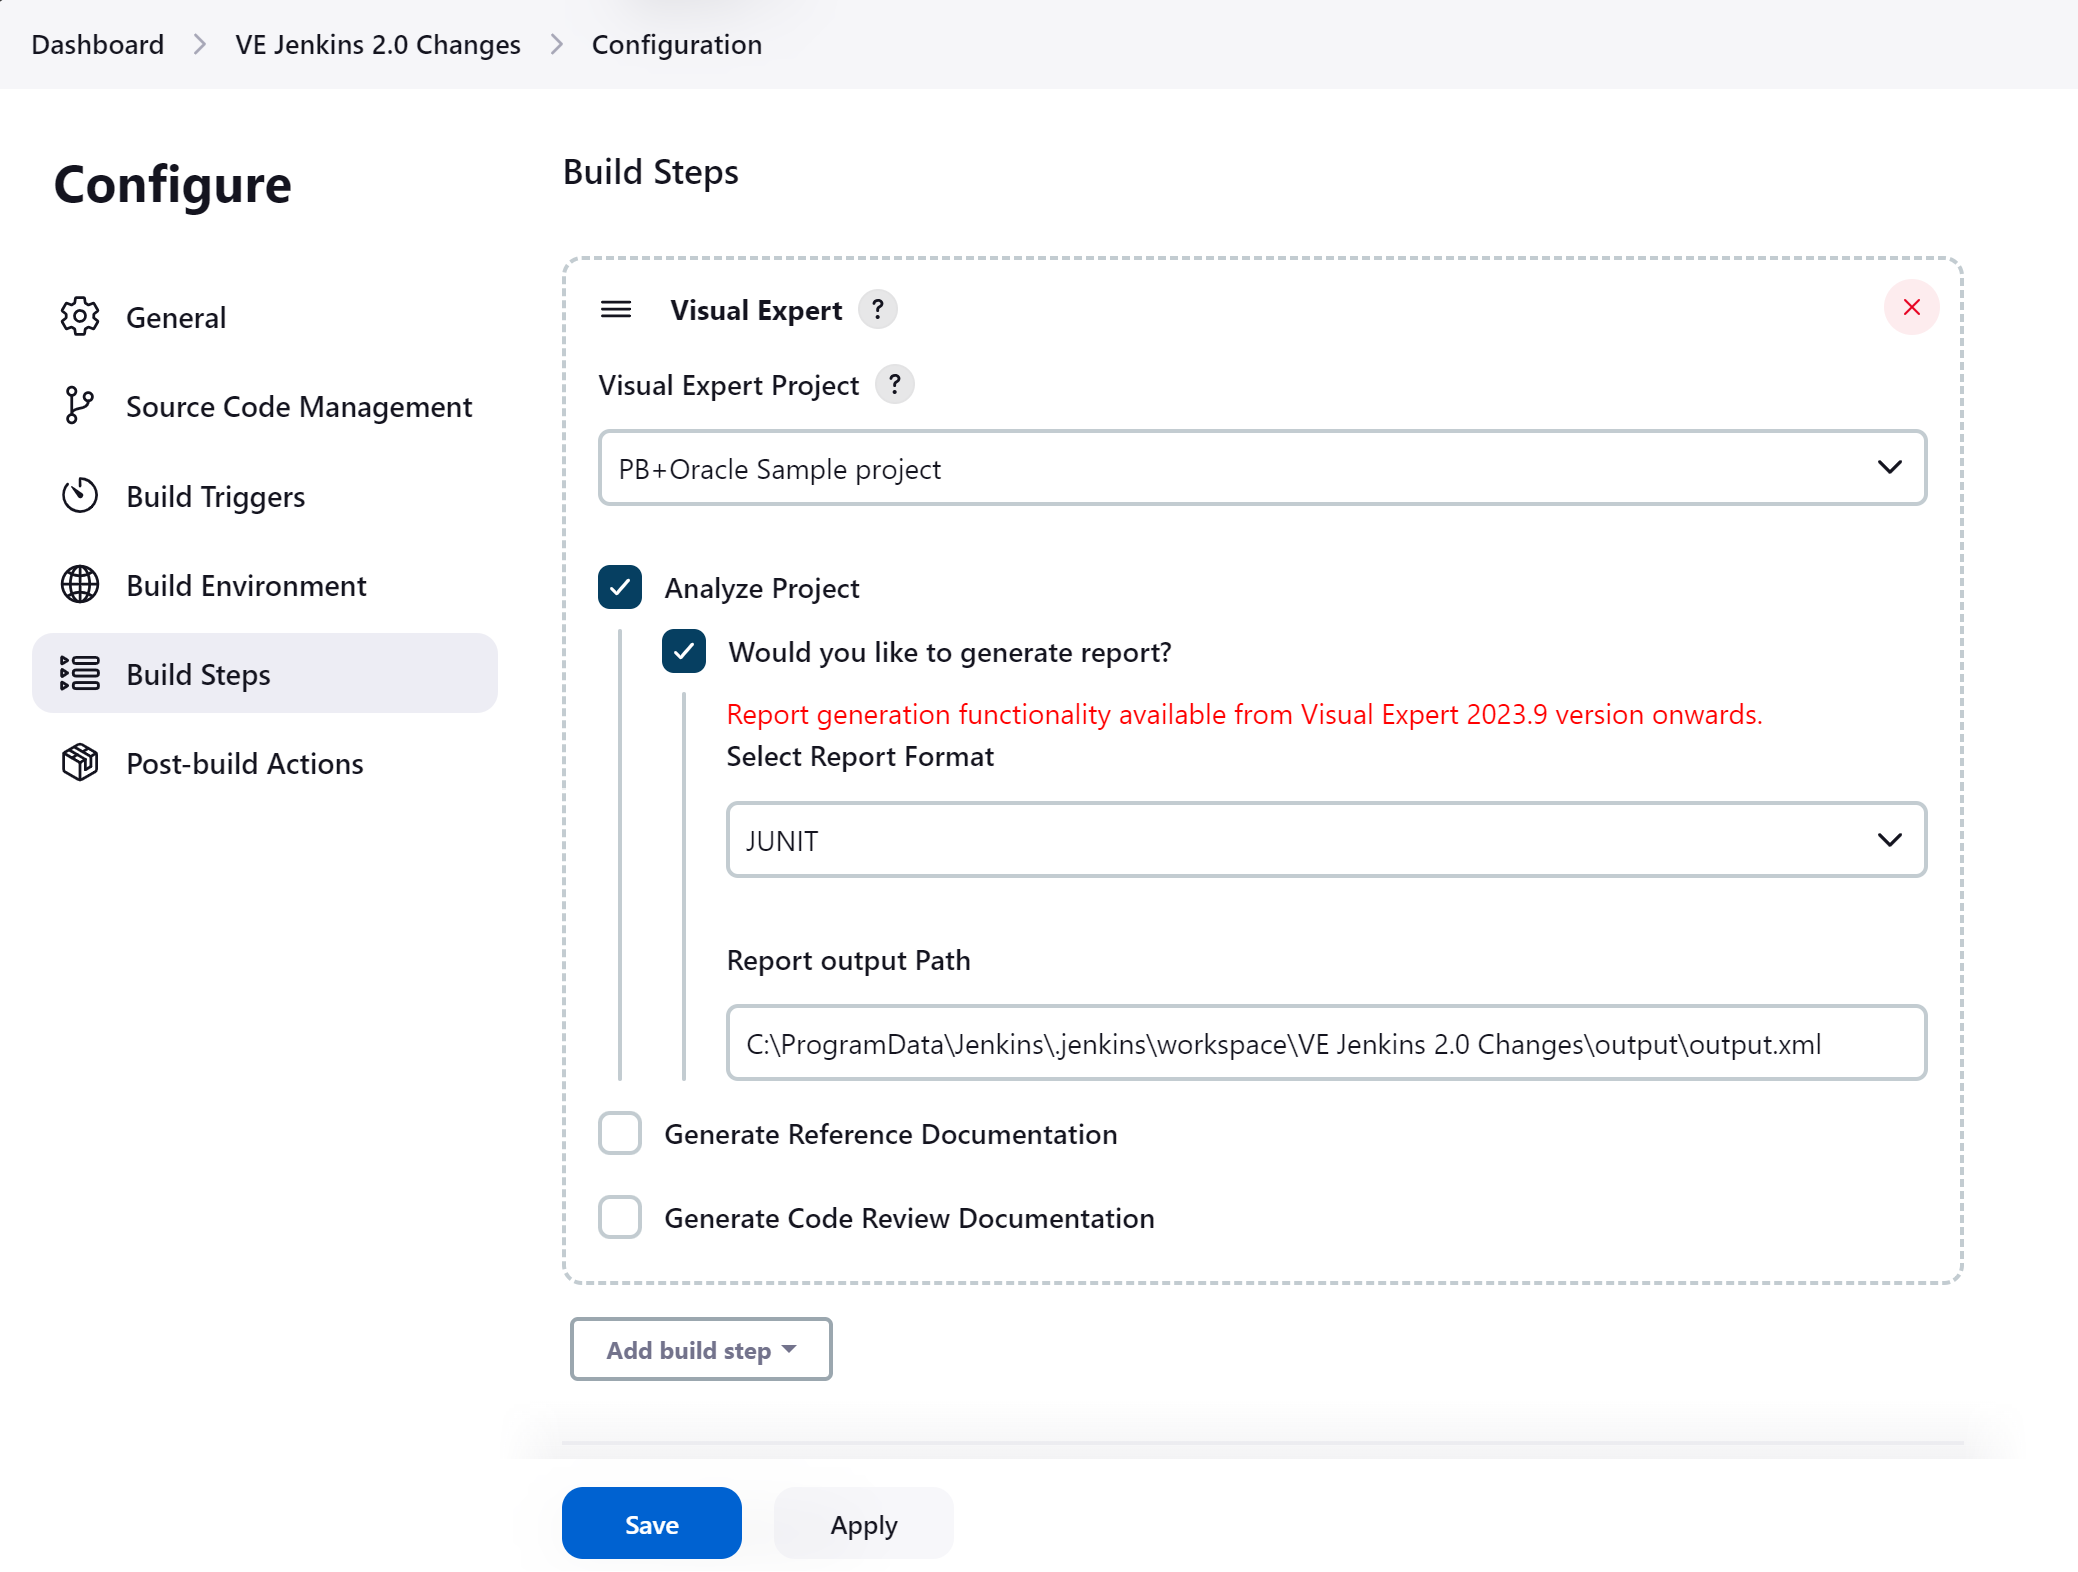 Dashboard > VE Jenkins 2.0 Changes > Configuration
Configure
General
Source Code Management
Build Triggers
Build Environment
Build Steps
Post-build Actions
Build Steps
Visual Expert ?
Visual Expert Project ?
PB+Oracle Sample project
Analyze Project
Would you like to generate report?
Report generation functionality available from Visual Expert 2023.9 version onwards.
Select Report Format
JUNIT
Report output Path
C:\ProgramData\Jenkins\.jenkins\workspace\VE Jenkins 2.0 Changes\output\output.xml
Generate Reference Documentation
Generate Code Review Documentation
Add build step
Save
Apply